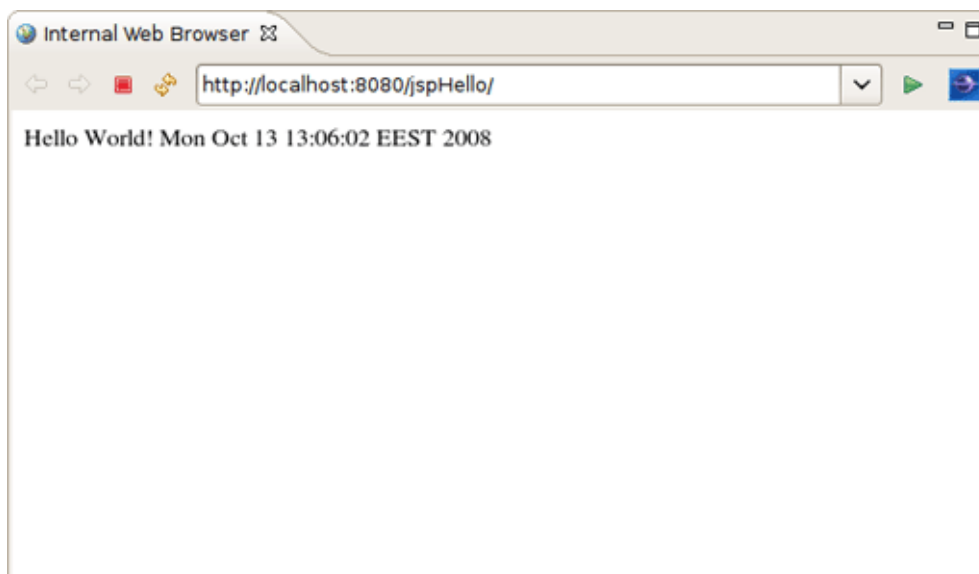 Internal Web Browser
http://localhost:8080/jspHello/
Hello World! Mon Oct 13 13:06:02 EEST 2008